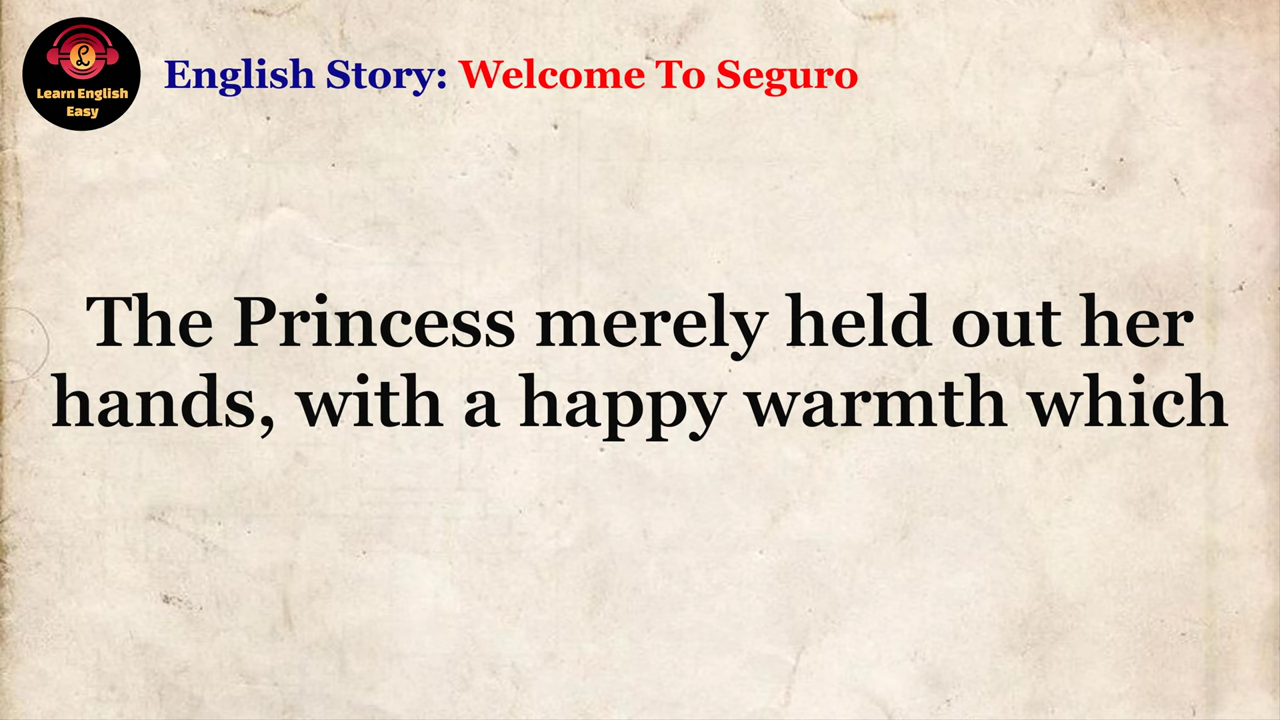 Learn English
Easy
English Story: Welcome To Seguro
The Princess merely held out her
hands, with a happy warmth which